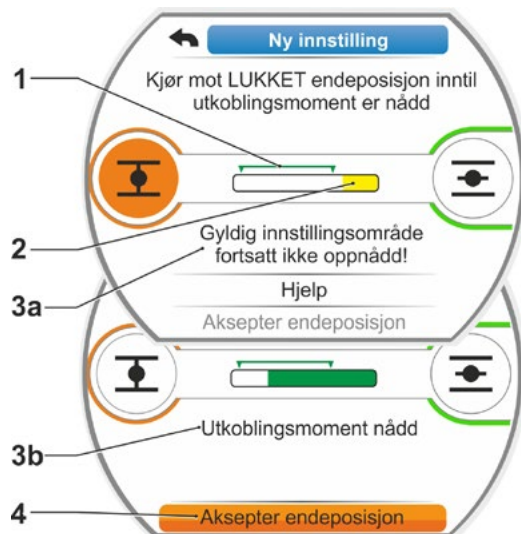 Ny innstilling
1
Kjør mot LUKKET endeposisjon inntil
utkoblingsmoment er nådd
2
Gyldig innstillingsområde
fortsatt ikke oppnådd!
3a
Hjelp
Aksepter endeposisjon
3b
Utkoblingsmoment nådd
4
Aksepter endeposisjon